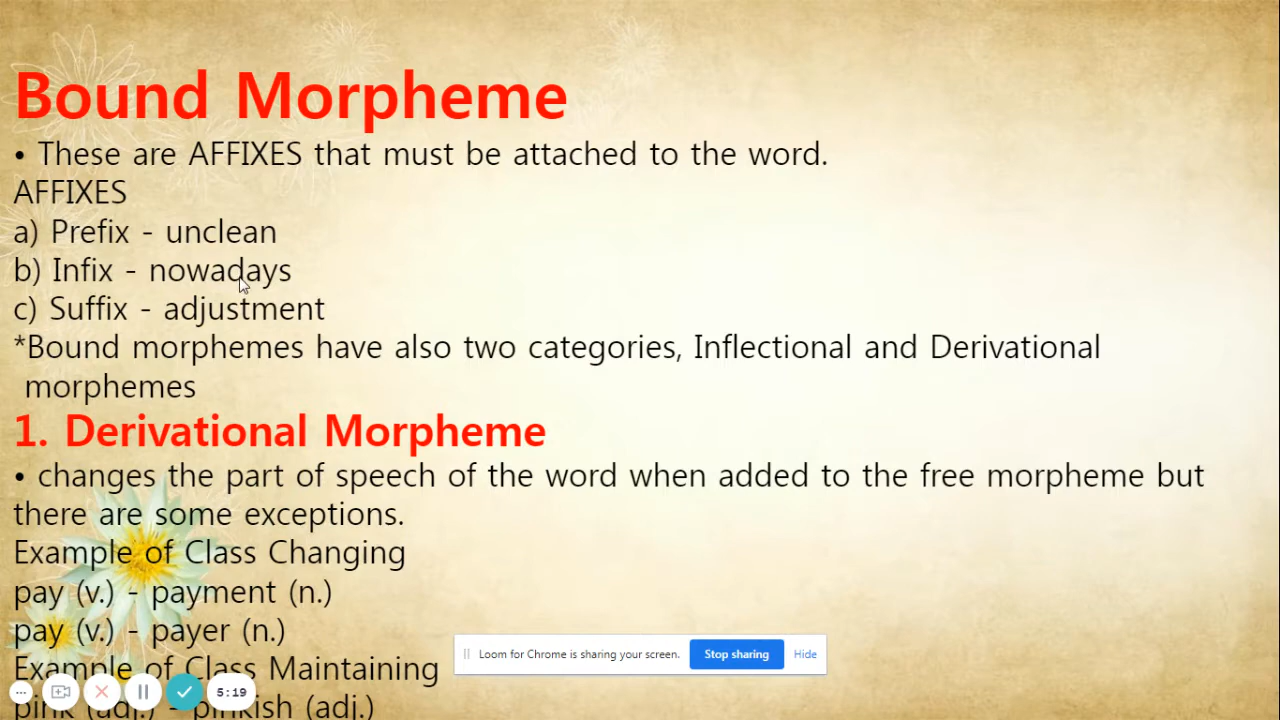 Bound Morpheme
• These are AFFIXES that must be attached to the word.
AFFIXES
a) Prefix - unclean
b) Infix - nowadays
c) Suffix - adjustment
*Bound morphemes have also two categories, Inflectional and Derivational
morphemes
1. Derivational Morpheme
• changes the part of speech of the word when added to the free morpheme but
there are some exceptions.
Example of Class Changing
pay (v.) - payment (n.)
pay (v.) - payer (n.)
Loom for Chrome is sharing your screen. Stop sharing Hide
Example of Class Maintaining
5:19
pink (adj.) - pinkish (adj.)